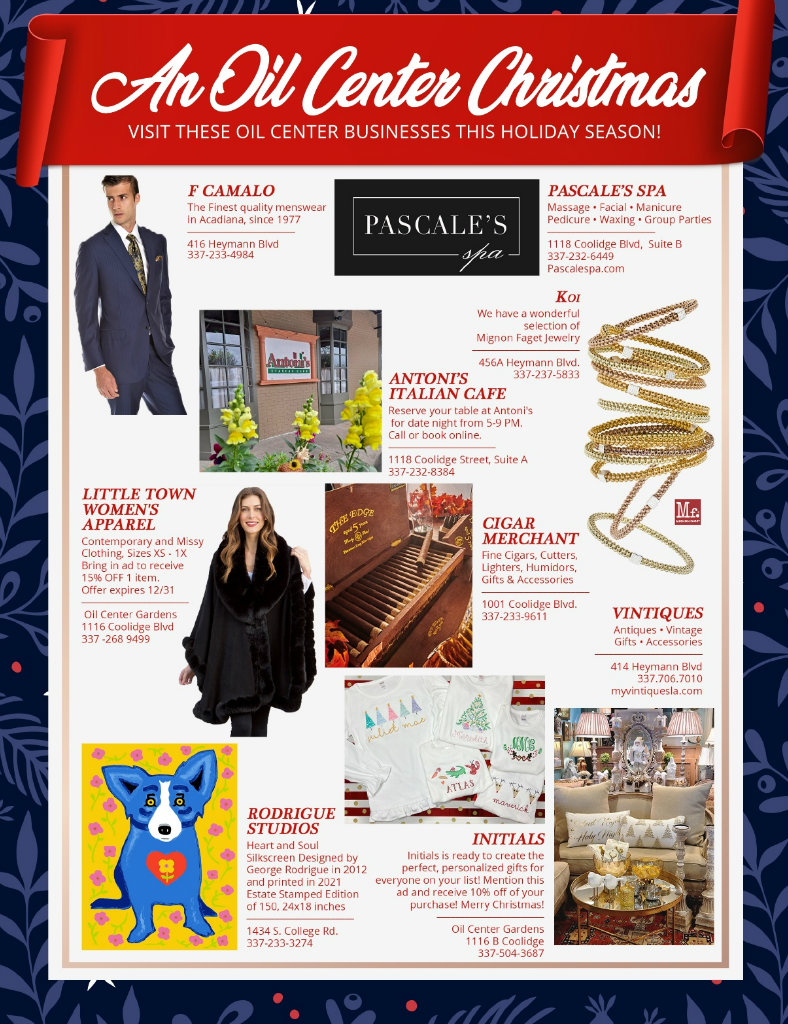 An Oil Center Christmas
VISIT THESE OIL CENTER BUSINESSES THIS HOLIDAY SEASON!
F CAMALO
The Finest quality menswear
in Acadiana, since 1977
416 Heymann Blvd
337-233-4984
PASCALE'S
spa
PASCALE'S SPA
Massage • Facial • Manicure
Pedicure • Waxing • Group Parties
1118 Coolidge Blvd, Suite B
337-232-6449
Pascalespa.com
KOI
We have a wonderful
selection of
Mignon Faget Jewelry
456A Heymann Blvd.
337-237-5833
Antoni's
ANTONI'S
ITALIAN CAFE
Reserve your table at Antoni's
for date night from 5-9 PM.
Call or book online.
1118 Coolidge Street, Suite A
337-232-8384
Mf.
LITTLE TOWN
WOMEN'S
APPAREL
Contemporary and Missy
Clothing, Sizes XS - 1X
Bring in ad to receive
15% OFF 1 item.
Offer expires 12/31
Oil Center Gardens
1116 Coolidge Blvd
337 -268 9499
THE EDGE
CIGAR
MERCHANT
Fine Cigars, Cutters,
Lighters, Humidors,
Gifts & Accessories
1001 Coolidge Blvd.
337-233-9611
VINTIQUES
Antiques • Vintage
Gifts • Accessories
414 Heymann Blvd
337.706.7010
myvintiquesla.com
juliet mae
Meredith
ATLAS
maverick
RODRIGUE
STUDIOS
Heart and Soul
Silkscreen Designed by
George Rodrigue in 2012
and printed in 2021
Estate Stamped Edition
of 150, 24x18 inches
1434 S. College Rd.
337-233-3274
INITIALS
Initials is ready to create the
perfect, personalized gifts for
everyone on your list! Mention this
ad and receive 10% off of your
purchase! Merry Christmas!
Oil Center Gardens
1116 B Coolidge
337-504-3687